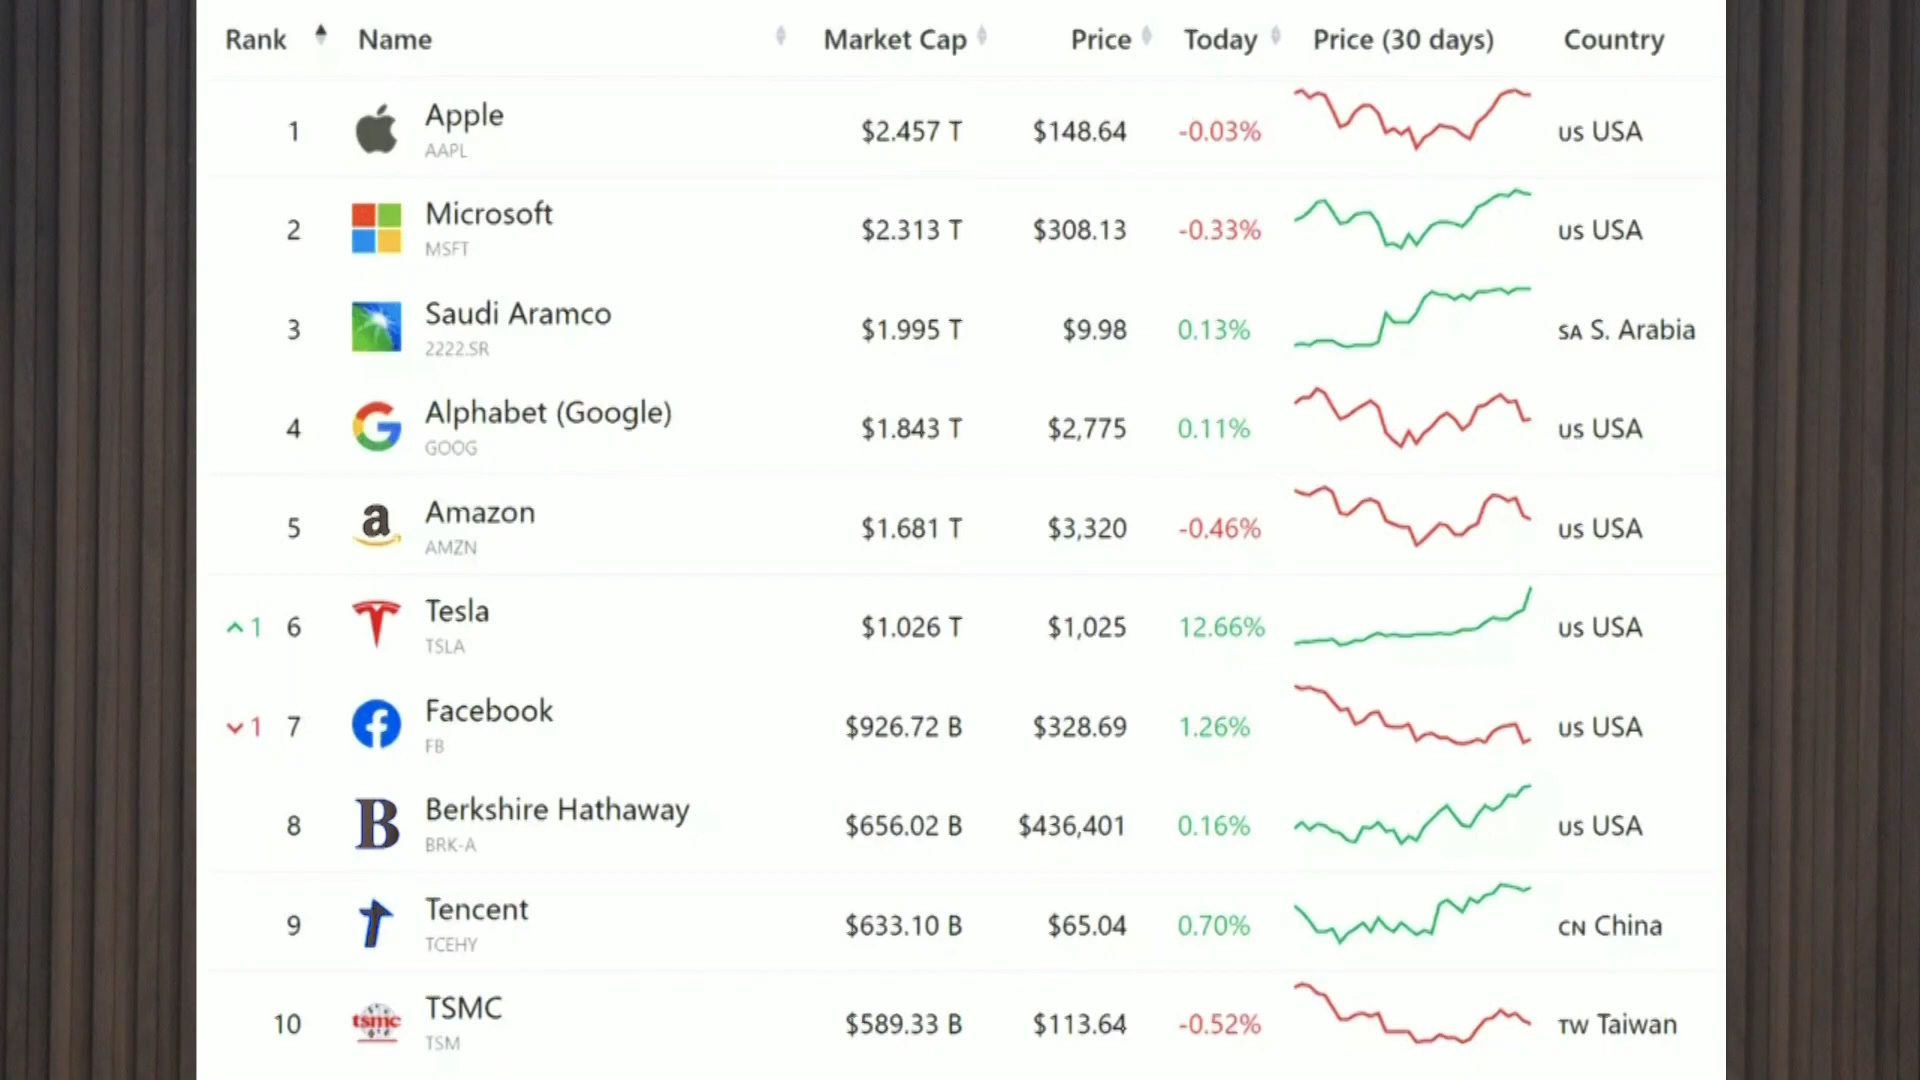 Rank Name Market Cap Price Today Price (30 days) Country
1 Apple $2.457 T $148.64 -0.03% us USA
AAPL
2 Microsoft $2.313 T $308.13 -0.33% us USA
MSFT
3 Saudi Aramco $1.995 T $9.98 0.13% SA S. Arabia
2222.SR
4 Alphabet (Google) $1.843 T $2,775 0.11% us USA
GOOG
5 a Amazon $1.681 T $3,320 -0.46% us USA
AMZN
1 6 Tesla $1.026 T $1,025 12.66% us USA
TSLA
1 7 f Facebook $926.72 B $328.69 1.26% us USA
FB
8 B Berkshire Hathaway $656.02 B $436,401 0.16% us USA
BRK-A
9 Tencent $633.10 B $65.04 0.70% CN China
TCEHY
10 tsmc TSMC $589.33 B $113.64 -0.52% TW Taiwan
TSM